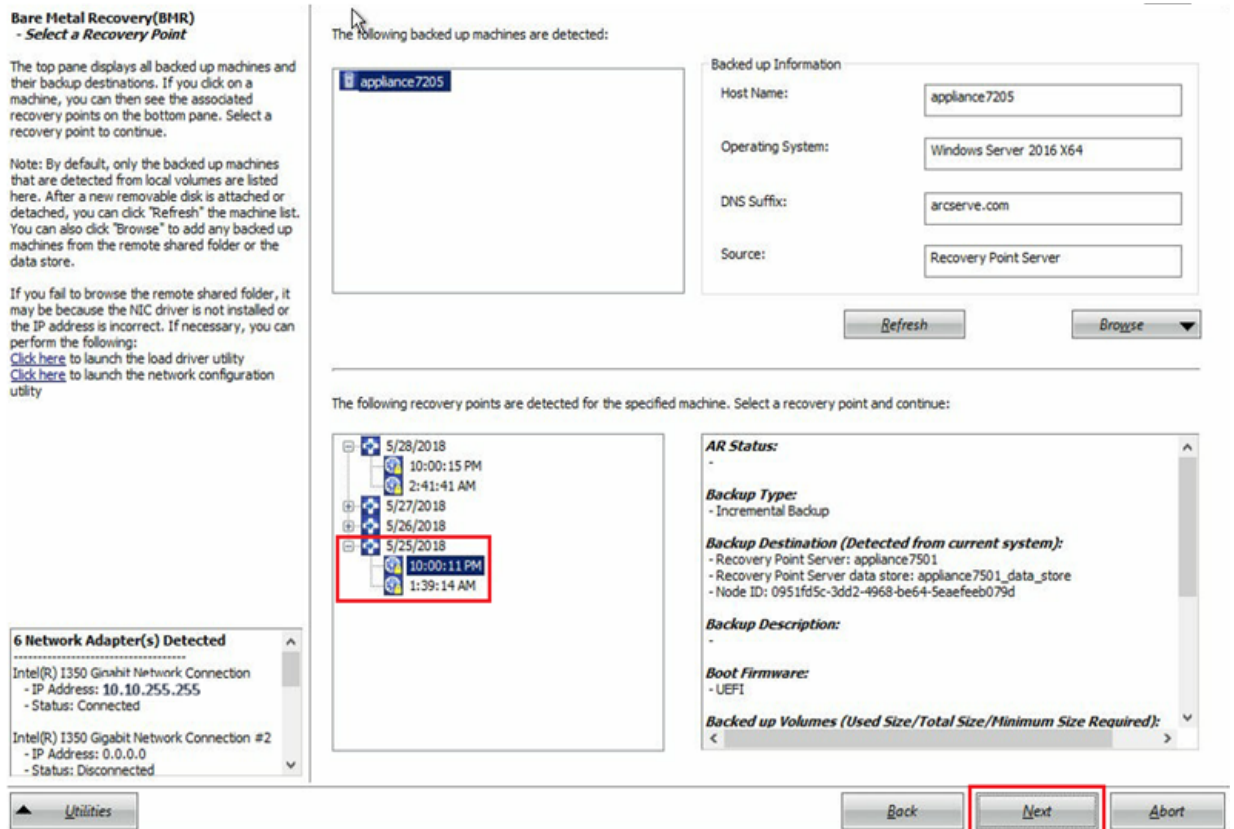 Bare Metal Recovery(BMR)
- Select a Recovery Point
The top pane displays all backed up machines and
their backup destinations. If you click on a
machine, you can then see the associated
recovery points on the bottom pane. Select a
recovery point to continue.
Note: By default, only the backed up machines
that are detected from local volumes are listed
here. After a new removable disk is attached or
detached, you can click "Refresh" the machine list.
You can also click "Browse" to add any backed up
machines from the remote shared folder or the
data store.
If you fail to browse the remote shared folder, it
may be because the NIC driver is not installed or
the IP address is incorrect. If necessary, you can
perform the following:
Click here to launch the load driver utility
Click here to launch the network configuration
utility
6 Network Adapter(s) Detected
-----------------------------------
Intel(R) I350 Gigabit Network Connection
- IP Address: 10.10.255.255
- Status: Connected
Intel(R) I350 Gigabit Network Connection #2
- IP Address: 0.0.0.0
- Status: Disconnected
The following backed up machines are detected:
appliance7205
Backed up Information
Host Name:
appliance7205
Operating System:
Windows Server 2016 X64
DNS Suffix:
arcserve.com
Source:
Recovery Point Server
Refresh
Browse
The following recovery points are detected for the specified machine. Select a recovery point and continue:
5/28/2018
10:00:15 PM
2:41:41 AM
5/27/2018
5/26/2018
5/25/2018
10:00:11 PM
1:39:14 AM
AR Status:
-
Backup Type:
- Incremental Backup
Backup Destination (Detected from current system):
- Recovery Point Server: appliance7501
- Recovery Point Server data store: appliance7501_data_store
- Node ID: 0951fd5c-3dd2-4968-be64-5eaefeeb079d
Backup Description:
-
Boot Firmware:
- UEFI
Backed up Volumes (Used Size/Total Size/Minimum Size Required):
Utilities
Back
Next
Abort